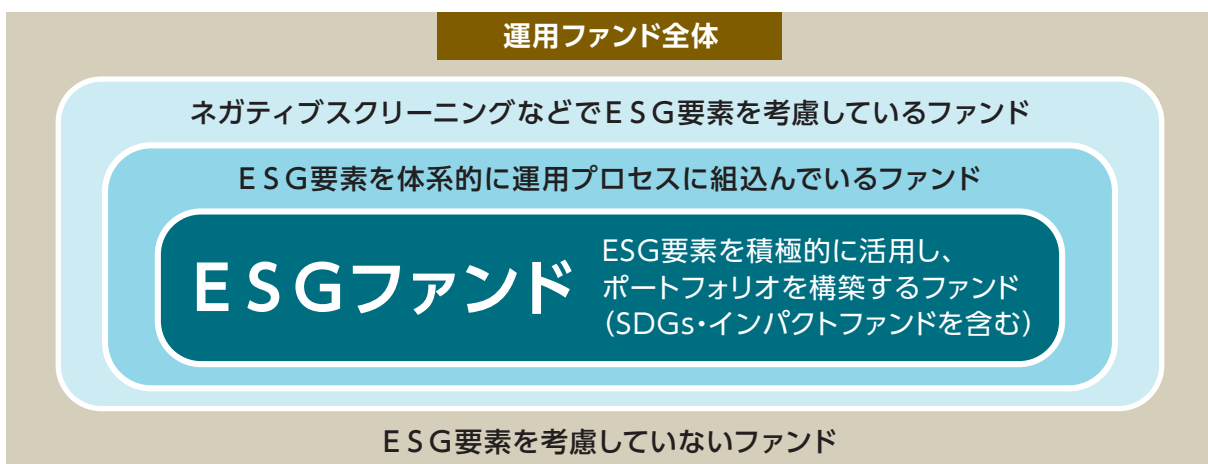 運用ファンド全体
ネガティブスクリーニングなどでESG要素を考慮しているファンド
ESG要素を体系的に運用プロセスに組込んでいるファンド
ESGファンド
ESG要素を積極的に活用し、
ポートフォリオを構築するファンド
(SDGs・インパクトファンドを含む)
ESG要素を考慮していないファンド